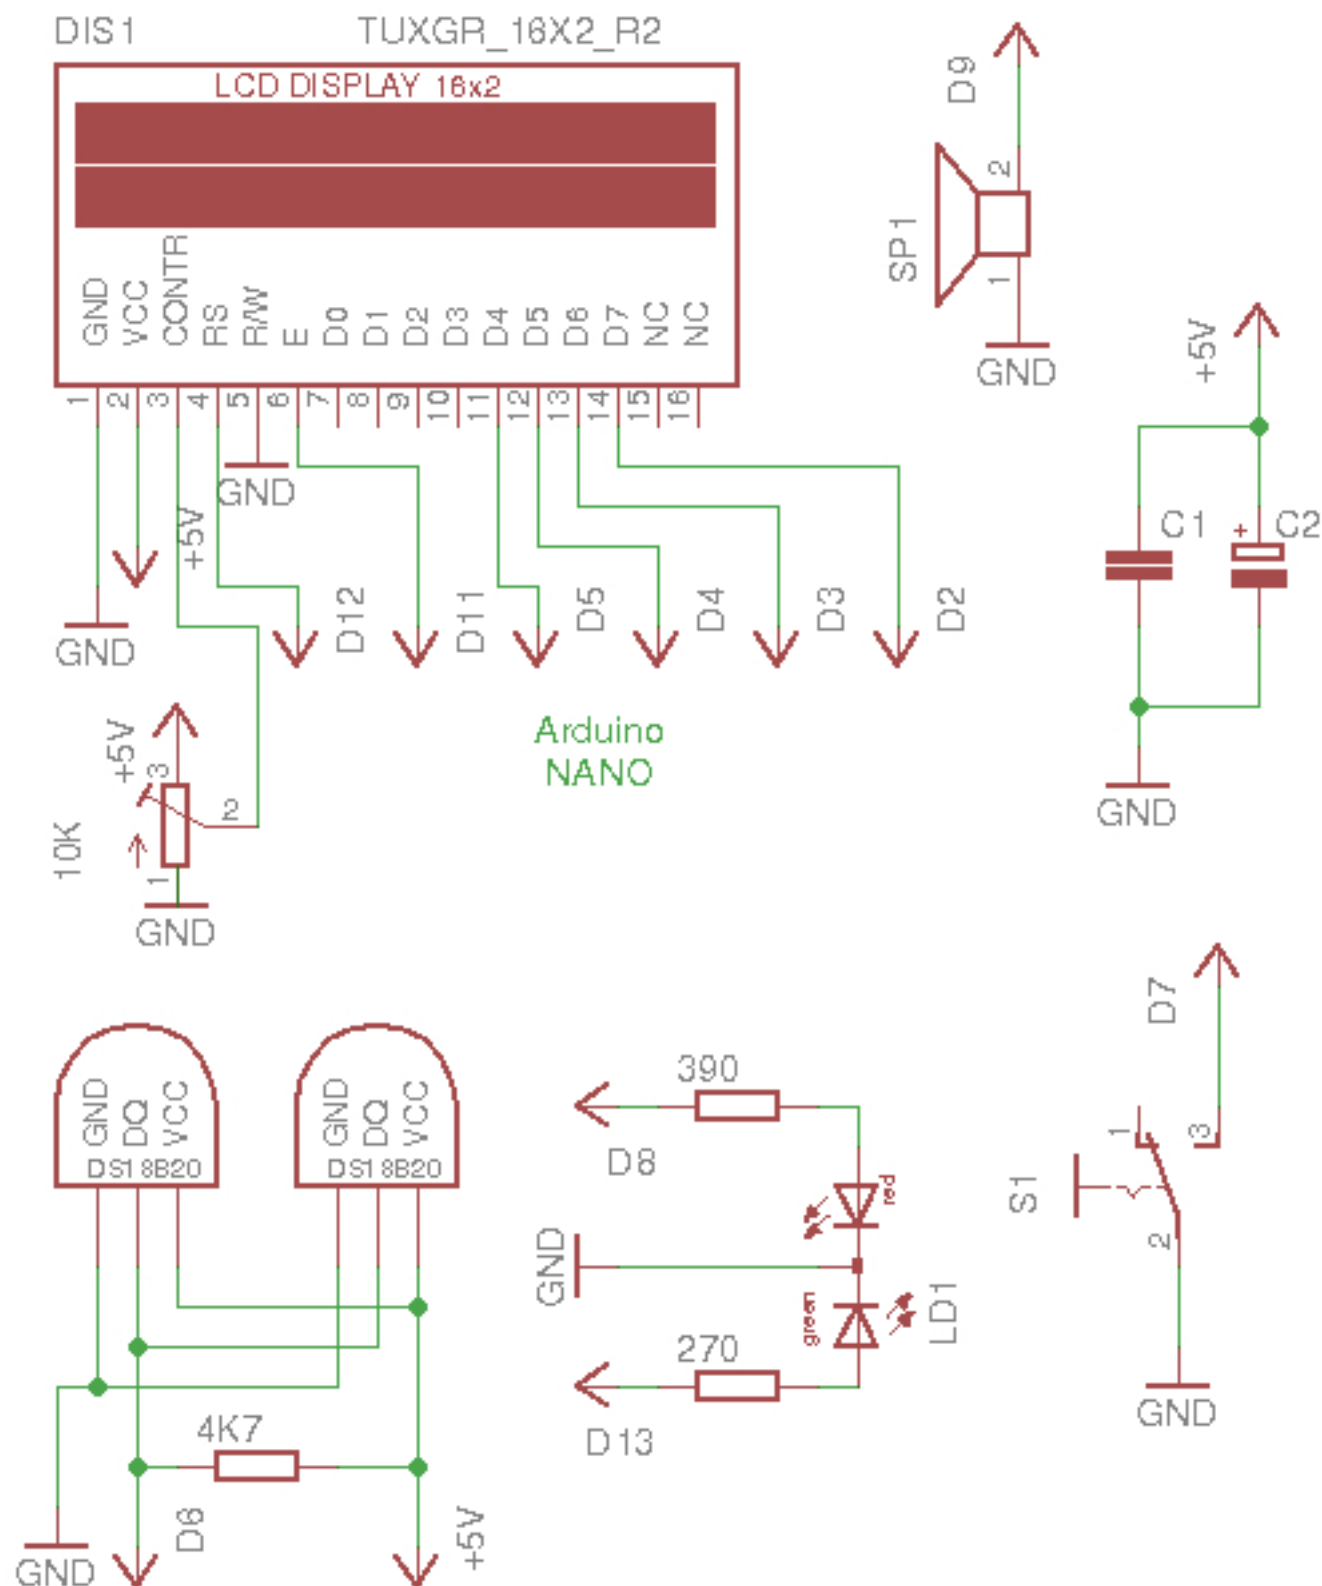 DIS1 TUXGR_16X2_R2
LCD DISPLAY 16x2
GND
VCC
CONTR
RS
R/W
E
D0
D1
D2
D3
D4
D5
D6
D7
NC
NC
1
2
3
4
5
6
7
8
9
10
11
12
13
14
15
16
GND
+5V
GND
D12
D11
D5
D4
D3
D2
Arduino
NANO
D9
2
SP1
1
GND
+5V
C1
+
C2
GND
+5V
3
2
10K
1
GND
GND
DQ
VCC
DS18B20
GND
DQ
VCC
DS18B20
4K7
D6
+5V
GND
390
D8
red
GND
green
LD1
270
D13
D7
1
3
S1
2
GND